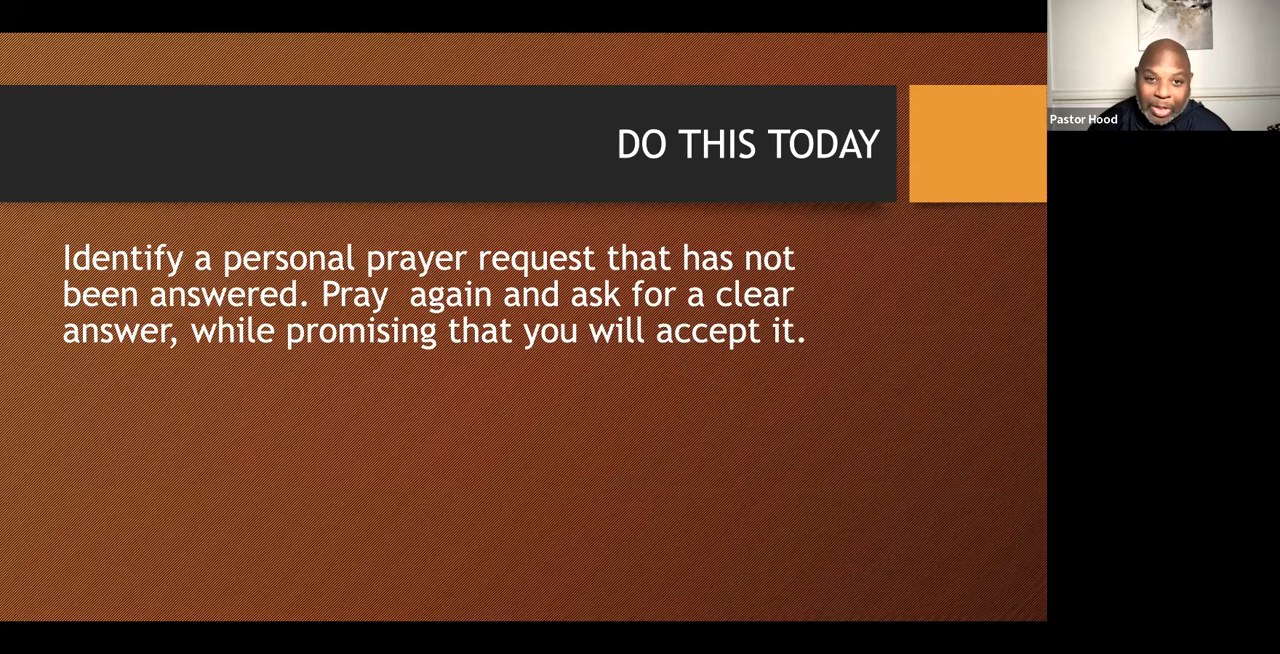 DO THIS TODAY
Identify a personal prayer request that has not
been answered. Pray  again and ask for a clear
answer, while promising that you will accept it.
Pastor Hood